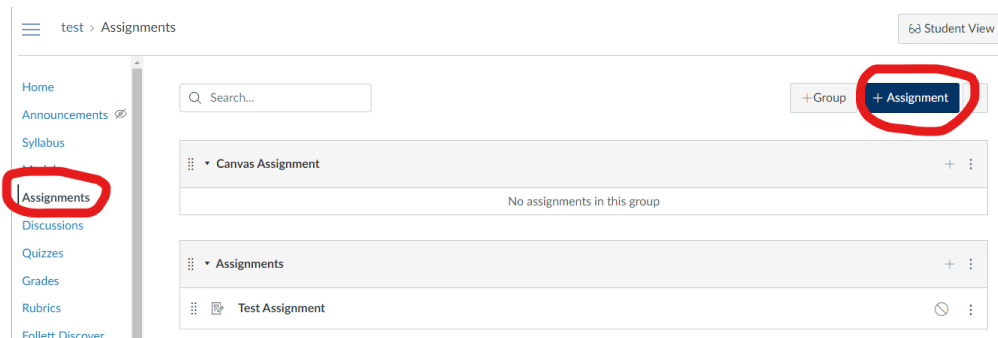 test > Assignments
Student View
Home
Announcements
Syllabus
Assignments
Discussions
Quizzes
Grades
Rubrics
Follett Discover
Search...
+Group
+ Assignment
Canvas Assignment
No assignments in this group
Assignments
Test Assignment